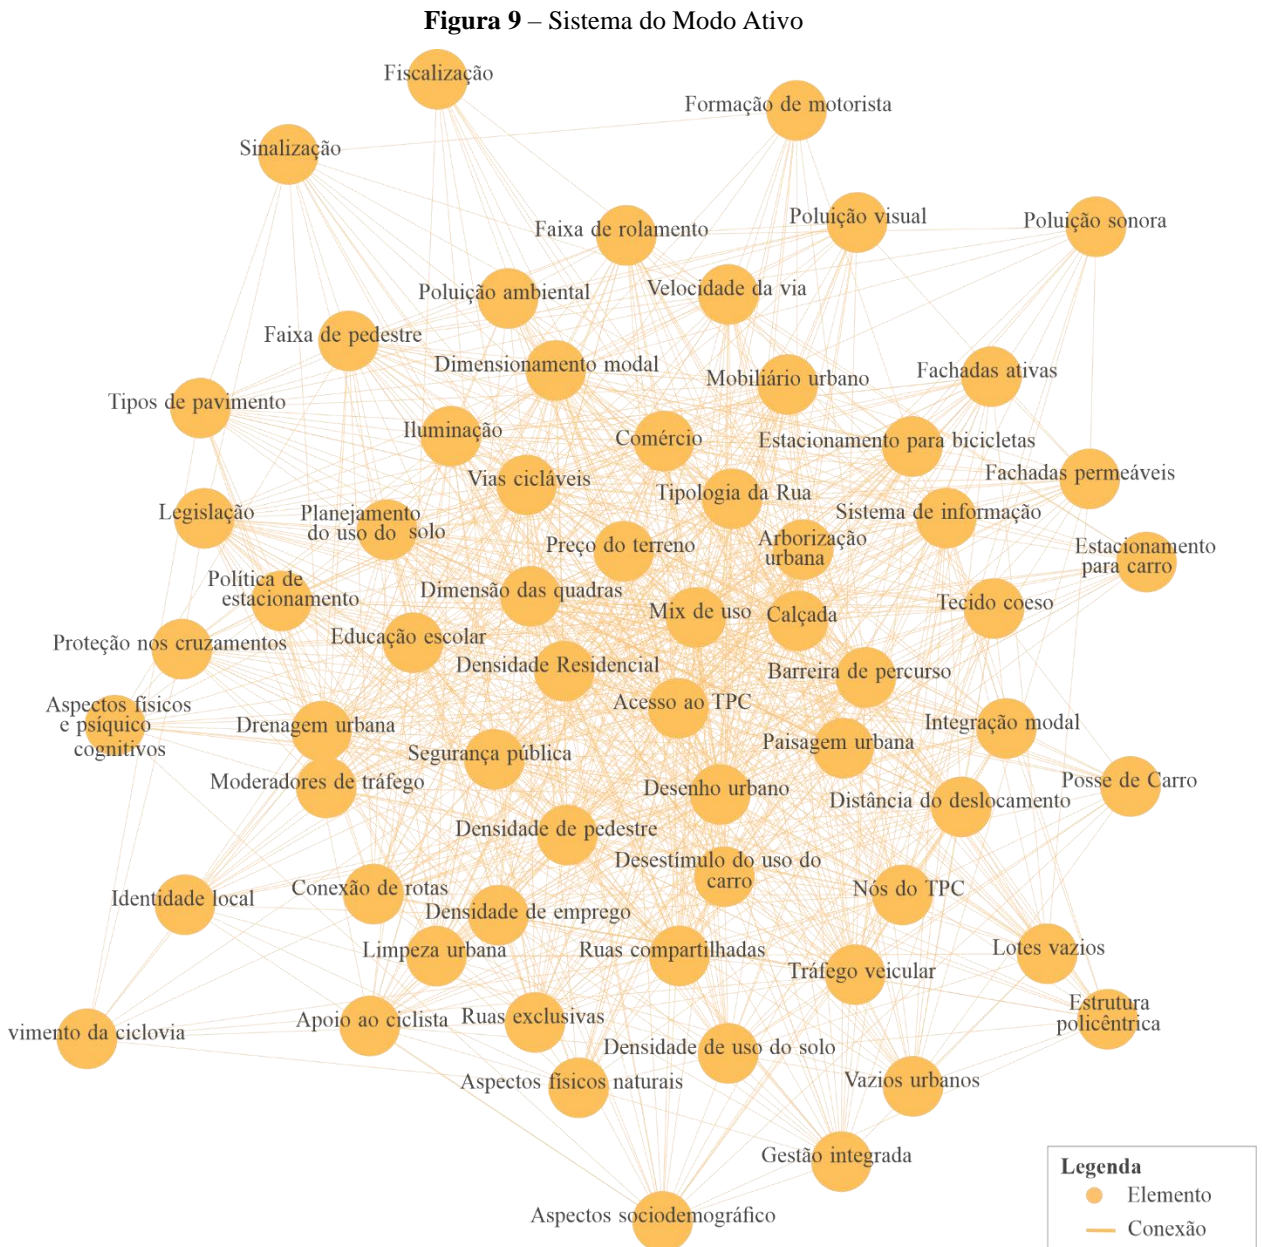 Figura 9 – Sistema do Modo Ativo
Fiscalização
Formação de motorista
Sinalização
Poluição visual
Poluição sonora
Faixa de rolamento
Poluição ambiental
Velocidade da via
Faixa de pedestre
Dimensionamento modal
Mobiliário urbano
Fachadas ativas
Tipos de pavimento
Iluminação
Comércio
Estacionamento para bicicletas
Fachadas permeáveis
Vias cicláveis
Tipologia da Rua
Legislação
Planejamento
do uso do solo
Sistema de informação
Preço do terreno
Arborização
urbana
Estacionamento
para carro
Política de
estacionamento
Dimensão das quadras
Mix de uso
Calçada
Tecido coeso
Proteção nos cruzamentos
Educação escolar
Densidade Residencial
Barreira de percurso
Aspectos físicos
e psíquico
cognitivos
Acesso ao TPC
Drenagem urbana
Integração modal
Segurança pública
Paisagem urbana
Moderadores de tráfego
Desenho urbano
Distância do deslocamento
Posse de Carro
Densidade de pedestre
Desestímulo do uso do
carro
Identidade local
Conexão de rotas
Nós do TPC
Densidade de emprego
Limpeza urbana
Ruas compartilhadas
Tráfego veicular
Lotes vazios
Estrutura
policêntrica
vimento da ciclovia
Apoio ao ciclista
Ruas exclusivas
Densidade de uso do solo
Aspectos físicos naturais
Vazios urbanos
Gestão integrada
Aspectos sociodemográfico
Legenda
Elemento
Conexão